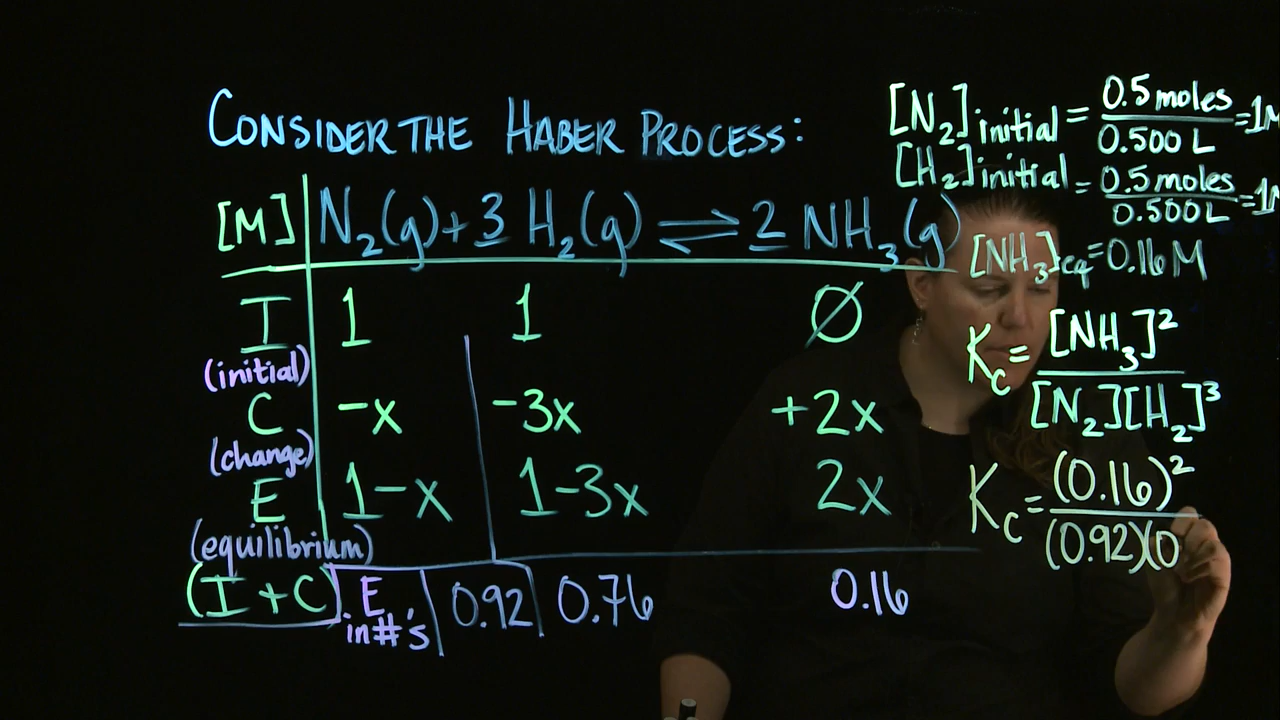 CONSIDER THE HABER PROCESS:
[M] N₂(g) + 3 H₂(g) ⇌ 2 NH₃(g)
I 1 1 Ø
(initial)
C -x -3x +2x
(change)
E 1-x 1-3x 2x
(equilibrium)
(I + C) E 0.92 0.76 0.16
in #'s
[N₂]initial = 0.5 moles / 0.500 L = 1M
[H₂]initial = 0.5 moles / 0.500 L = 1M
[NH₃]eq = 0.16 M
Kc = [NH₃]² / [N₂][H₂]³
Kc = (0.16)² / (0.92)(0